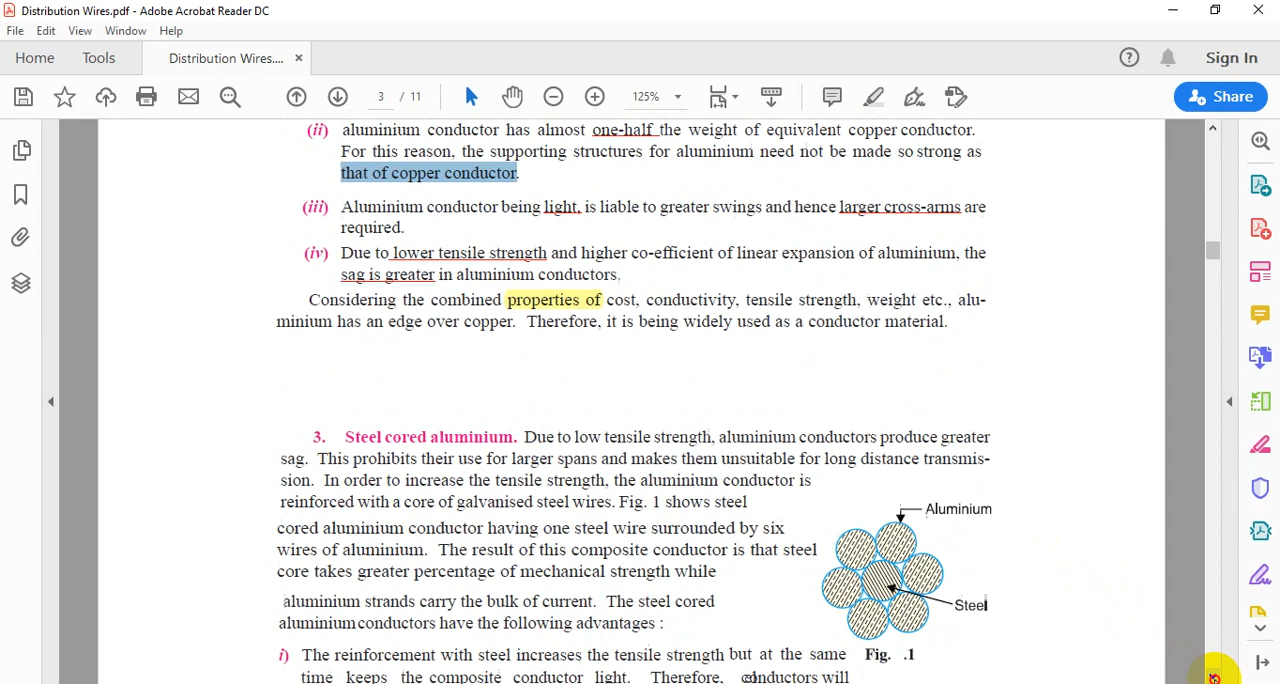 Distribution Wires.pdf - Adobe Acrobat Reader DC
File Edit View Window Help
Home Tools Distribution Wires.... × Sign In
3 / 11 125% Share
(ii) aluminium conductor has almost one-half the weight of equivalent copper conductor.
For this reason, the supporting structures for aluminium need not be made so strong as
that of copper conductor.
(iii) Aluminium conductor being light, is liable to greater swings and hence larger cross-arms are
required.
(iv) Due to lower tensile strength and higher co-efficient of linear expansion of aluminium, the
sag is greater in aluminium conductors.
Considering the combined properties of cost, conductivity, tensile strength, weight etc., alu-
minium has an edge over copper. Therefore, it is being widely used as a conductor material.
3. Steel cored aluminium. Due to low tensile strength, aluminium conductors produce greater
sag. This prohibits their use for larger spans and makes them unsuitable for long distance transmis-
sion. In order to increase the tensile strength, the aluminium conductor is
reinforced with a core of galvanised steel wires. Fig. 1 shows steel
cored aluminium conductor having one steel wire surrounded by six
wires of aluminium. The result of this composite conductor is that steel
core takes greater percentage of mechanical strength while
aluminium strands carry the bulk of current. The steel cored
aluminium conductors have the following advantages :
Aluminium
Steel
Fig. .1
i) The reinforcement with steel increases the tensile strength but at the same
time keeps the composite conductor light. Therefore, conductors will